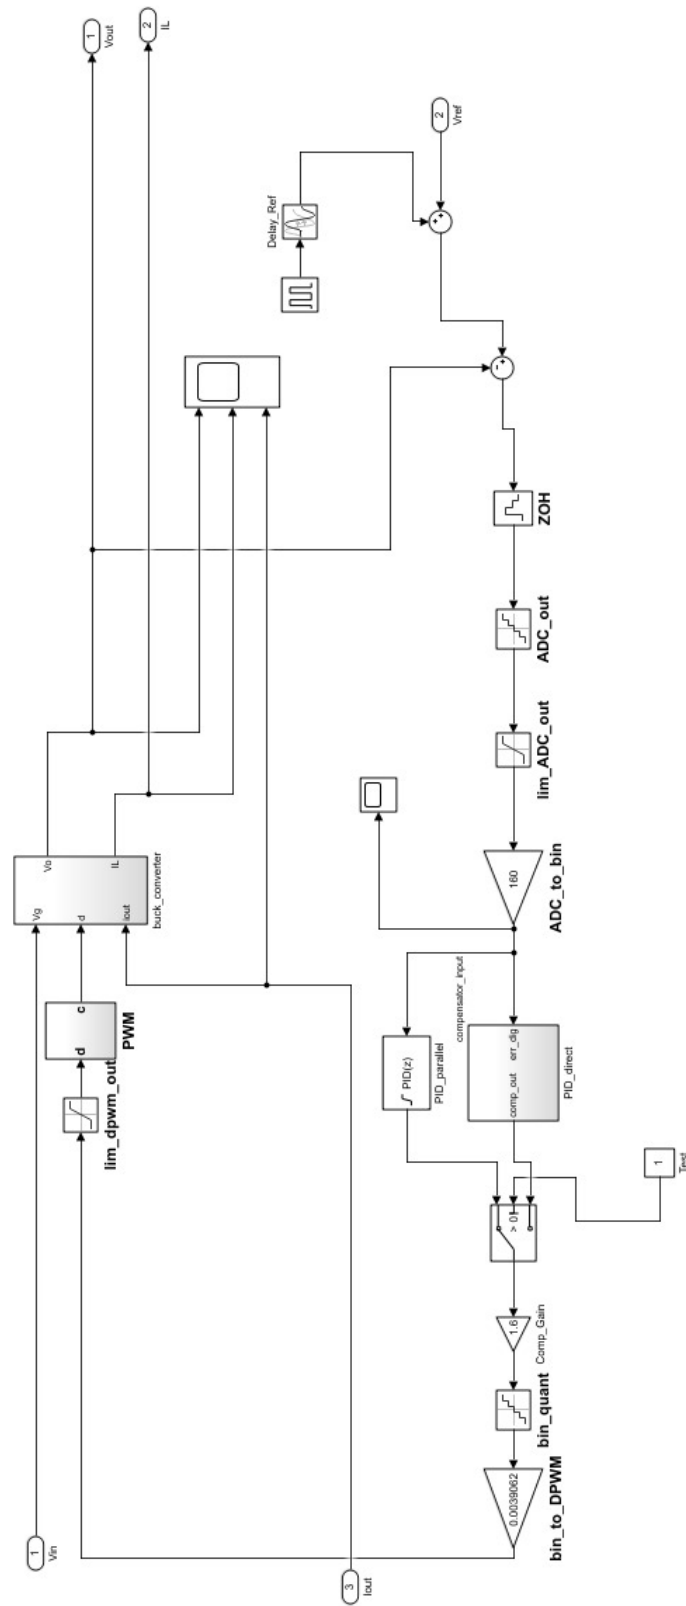 1
Vin
3
Iout
0.0039062
bin_to_DPWM
bin_quant
1.6
Comp_Gain
> 0
1
Test
lim_dpwm_out
d
c
PWM
Vg
d
iout
Vo
IL
buck_converter
PID(z)
PID_parallel
comp_out
err_dig
PID_direct
compensator_input
160
ADC_to_bin
lim_ADC_out
ADC_out
ZOH
Delay_Ref
2
Vref
1
Vout
2
IL